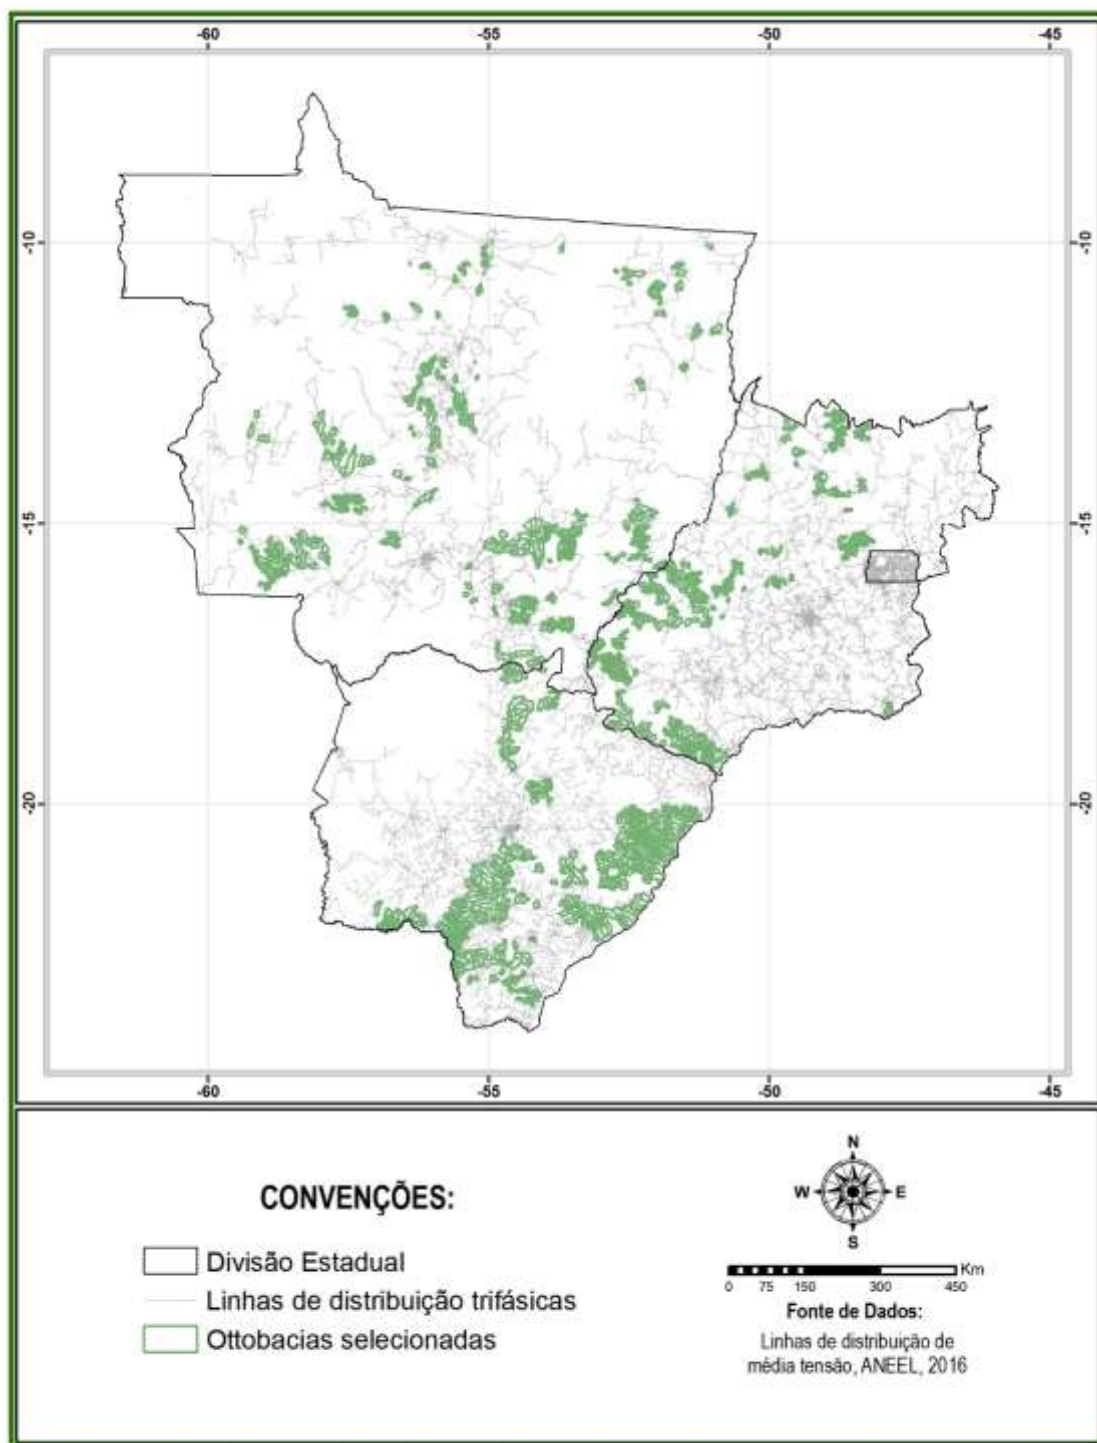 -60 -55 -50 -45
-10 -10
-15 -15
-20 -20
-60 -55 -50 -45
CONVENÇÕES:
Divisão Estadual
Linhas de distribuição trifásicas
Ottobacias selecionadas
N
W E
S
Km
0 75 150 300 450
Fonte de Dados:
Linhas de distribuição de
média tensão, ANEEL, 2016